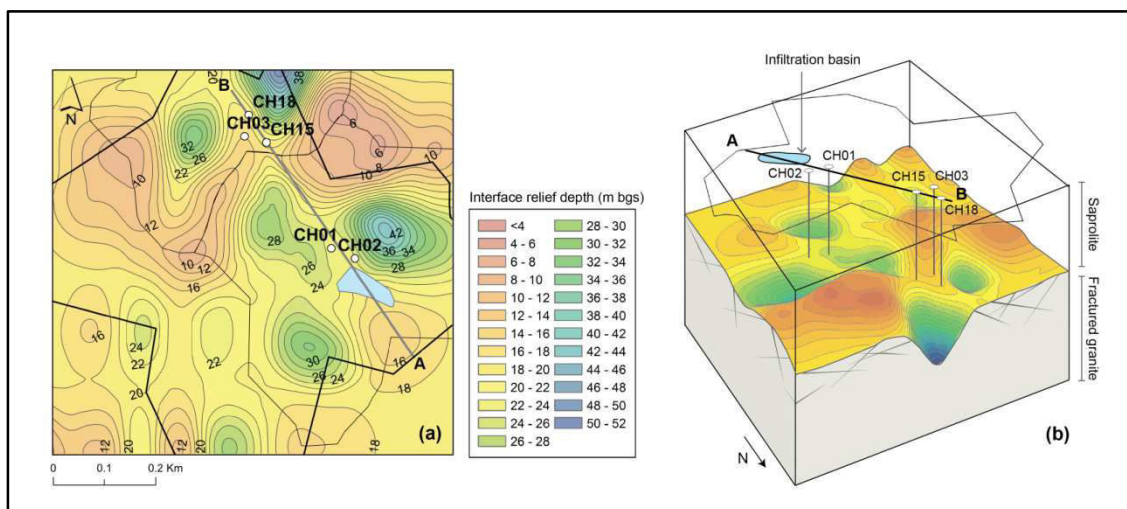 20
38
B
CH18
CH03
CH15
N
32
26
22
6
6
8
10
10
10
12
10
12
16
28
CH01
CH02
42
36
34
28
26
24
16
24
22
20
22
30
26
24
16
A
18
12
20
12
20
18
(a)
0 0.1 0.2 Km
Interface relief depth (m bgs)
<4
4 - 6
6 - 8
8 - 10
10 - 12
12 - 14
14 - 16
16 - 18
18 - 20
20 - 22
22 - 24
24 - 26
26 - 28
28 - 30
30 - 32
32 - 34
34 - 36
36 - 38
38 - 40
40 - 42
42 - 44
44 - 46
46 - 48
48 - 50
50 - 52
Infiltration basin
A
CH01
CH02
CH15
CH03
B
CH18
Saprolite
Fractured granite
N
(b)